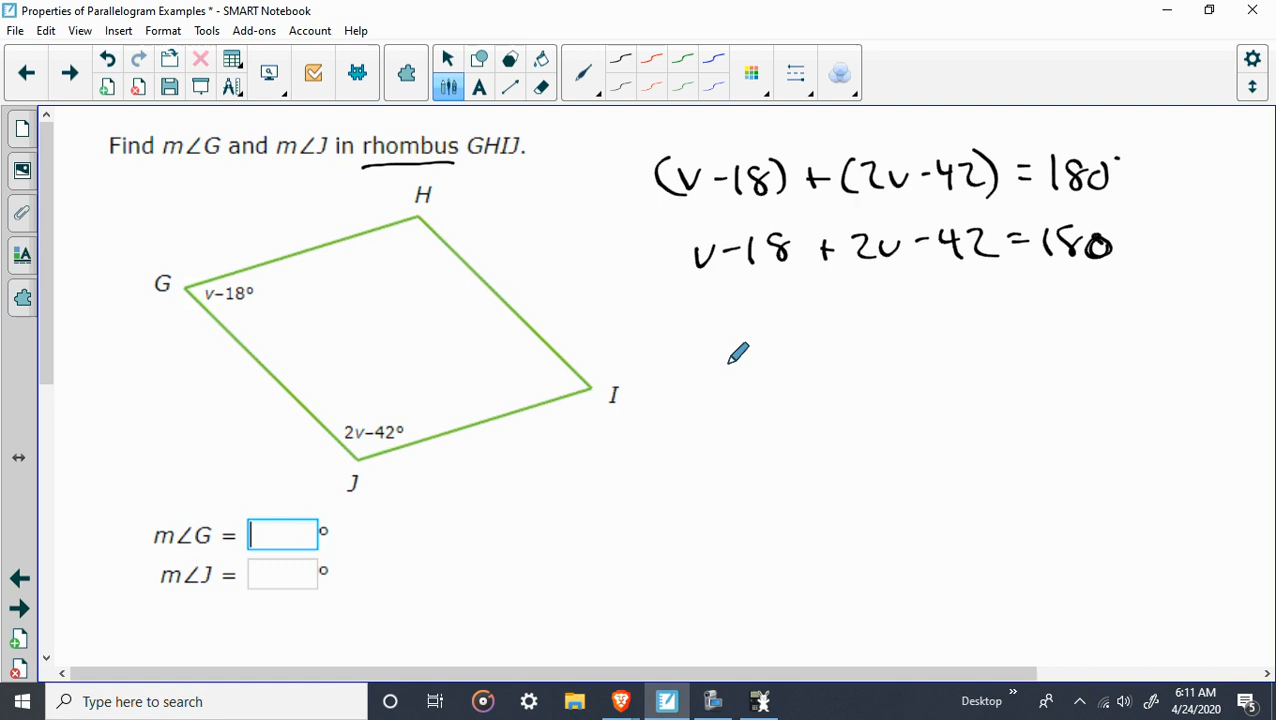 Properties of Parallelogram Examples * - SMART Notebook
File Edit View Insert Format Tools Add-ons Account Help
Find m∠G and m∠J in rhombus GHIJ.
(v-18) + (2v-42) = 180°
v-18 + 2v-42 = 180
H
G
v–18°
I
2v–42°
J
m∠G = °
m∠J = °
Type here to search
Desktop
»
6:11 AM
4/24/2020
5